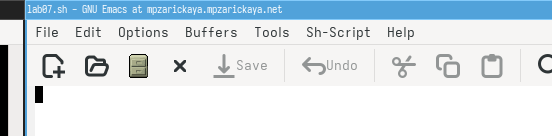 lab07.sh - GNU Emacs at mpzarickaya.mpzarickaya.net
File Edit Options Buffers Tools Sh-Script Help
Save Undo